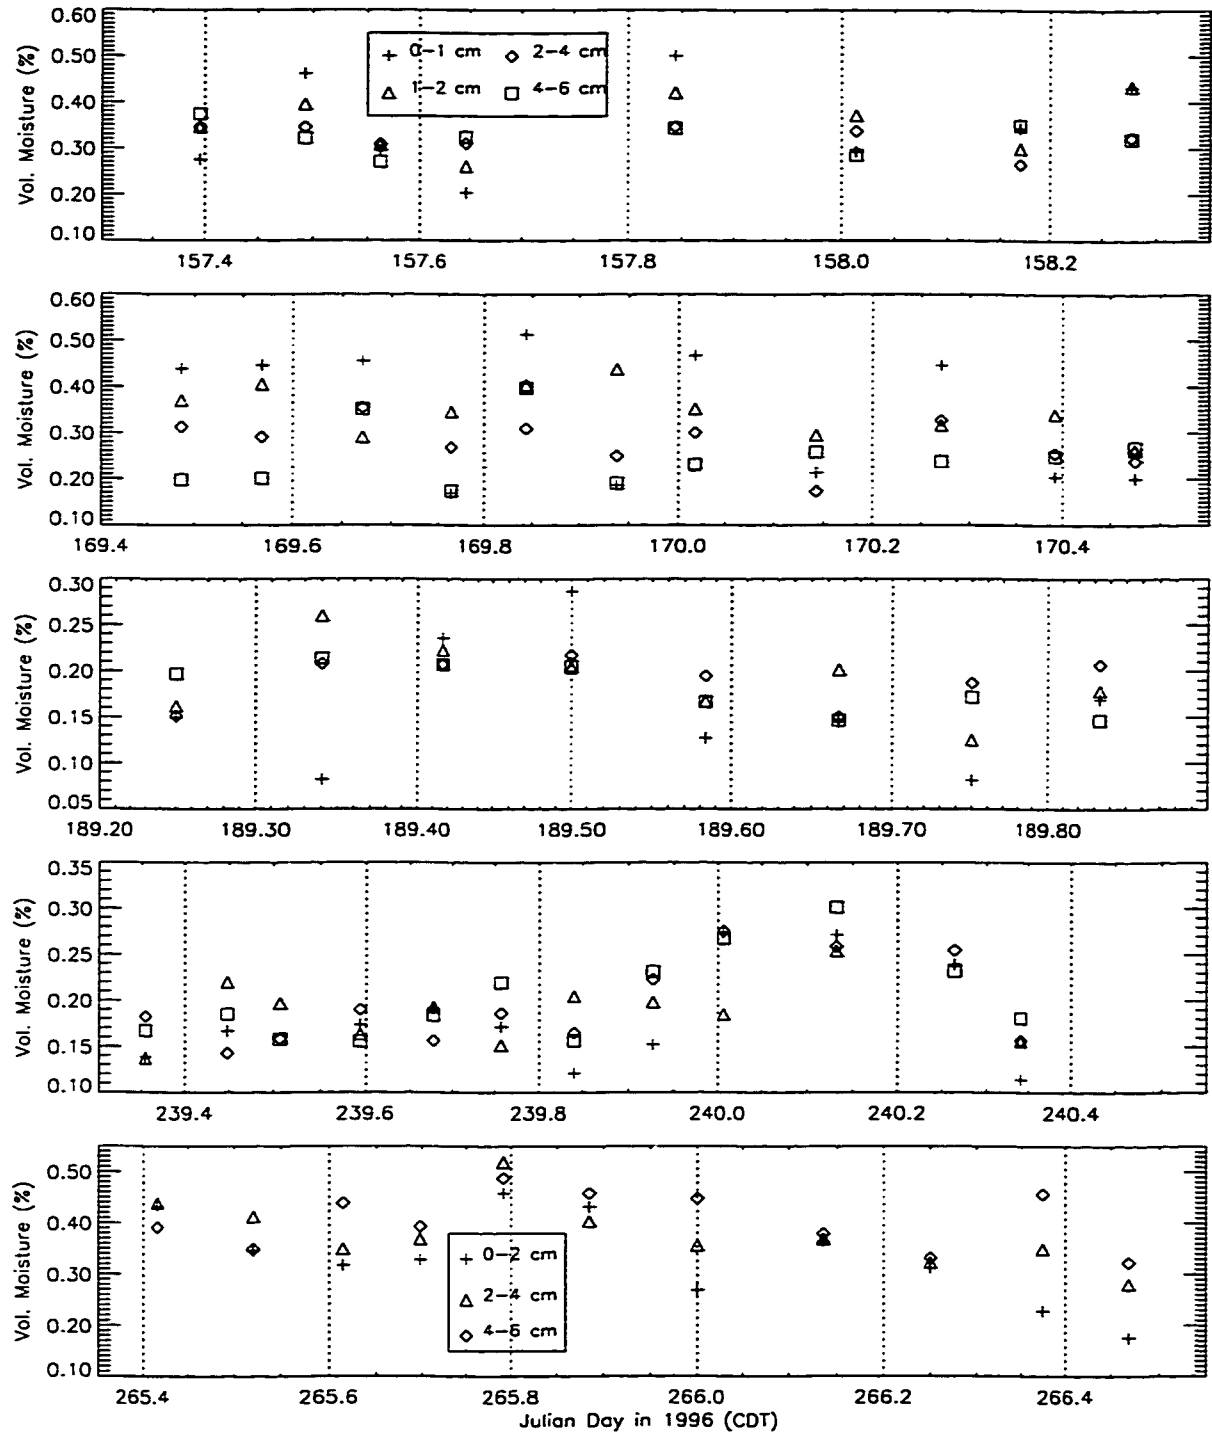 0.60
0.50
0.40
0.30
0.20
0.10
Vol. Moisture (%)
0-1 cm 2-4 cm
1-2 cm 4-6 cm
157.4 157.6 157.8 158.0 158.2
0.60
0.50
0.40
0.30
0.20
0.10
Vol. Moisture (%)
169.4 169.6 169.8 170.0 170.2 170.4
0.30
0.25
0.20
0.15
0.10
0.05
Vol. Moisture (%)
189.20 189.30 189.40 189.50 189.60 189.70 189.80
0.35
0.30
0.25
0.20
0.15
0.10
Vol. Moisture (%)
239.4 239.6 239.8 240.0 240.2 240.4
0.50
0.40
0.30
0.20
0.10
Vol. Moisture (%)
0-2 cm
2-4 cm
4-6 cm
265.4 265.6 265.8 266.0 266.2 266.4
Julian Day in 1996 (CDT)